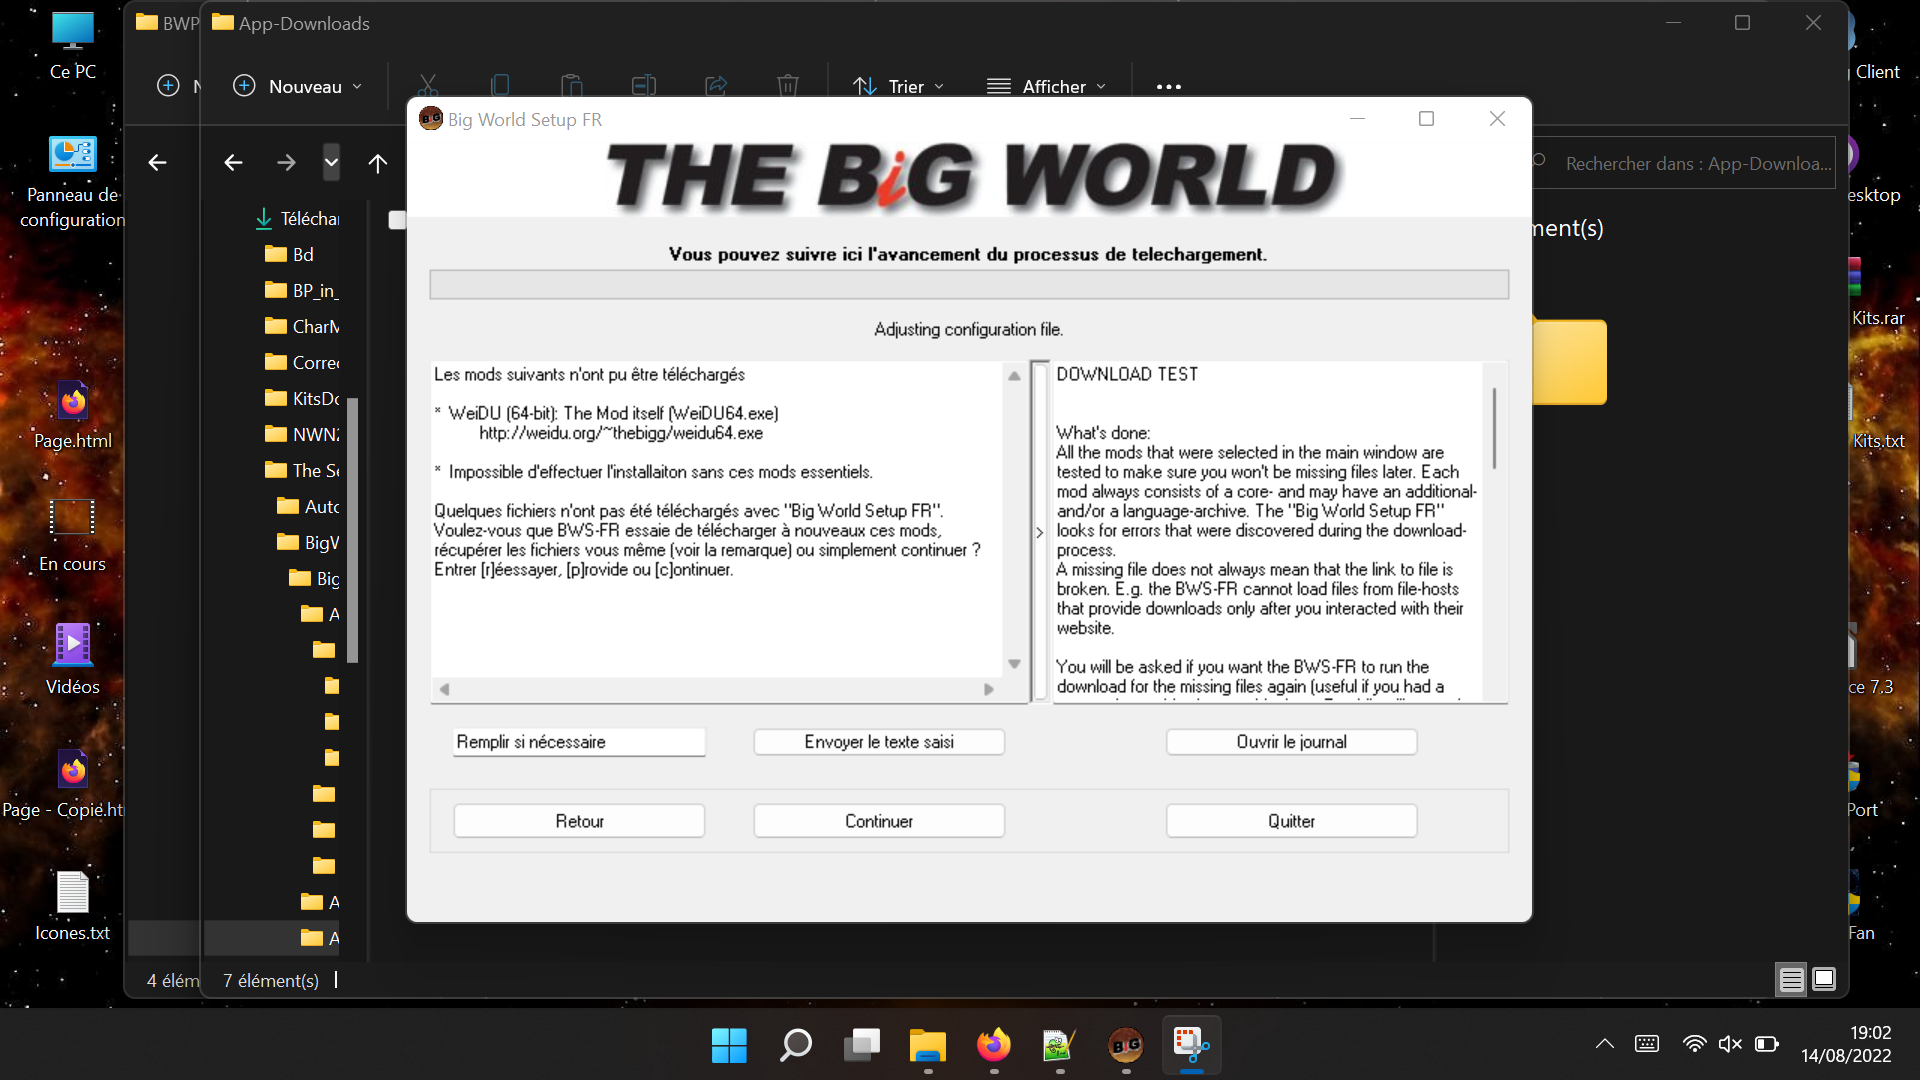 Ce PC
Panneau de
configuration
Page.html
En cours
Vidéos
Page - Copie.ht
Icones.txt
BWP
App-Downloads
N
Nouveau
Trier
Afficher
Rechercher dans : App-Downloa...
Téléchar
Bd
BP_in_
CharM
Correc
KitsDo
NWN2
The Se
Auto
BigW
Big
A
A
A
4 élém
7 élément(s)
ment(s)
Big World Setup FR
BiG
THE BiG WORLD
Vous pouvez suivre ici l'avancement du processus de telechargement.
Adjusting configuration file.
Les mods suivants n'ont pu être téléchargés
* WeiDU (64-bit): The Mod itself (WeiDU64.exe)
http://weidu.org/~thebigg/weidu64.exe
* Impossible d'effectuer l'installaiton sans ces mods essentiels.
Quelques fichiers n'ont pas été téléchargés avec "Big World Setup FR".
Voulez-vous que BWS-FR essaie de télécharger à nouveaux ces mods,
récupérer les fichiers vous même (voir la remarque) ou simplement continuer ?
Entrer [r]éessayer, [p]rovide ou [c]ontinuer.
>
DOWNLOAD TEST
What's done:
All the mods that were selected in the main window are
tested to make sure you won't be missing files later. Each
mod always consists of a core- and may have an additional-
and/or a language-archive. The "Big World Setup FR"
looks for errors that were discovered during the download-
process.
A missing file does not always mean that the link to file is
broken. E.g. the BWS-FR cannot load files from file-hosts
that provide downloads only after you interacted with their
website.
You will be asked if you want the BWS-FR to run the
download for the missing files again (useful if you had a
Remplir si nécessaire
Envoyer le texte saisi
Ouvrir le journal
Retour
Continuer
Quitter
Client
esktop
Kits.rar
Kits.txt
ce 7.3
Port
Fan
BiG
19:02
14/08/2022